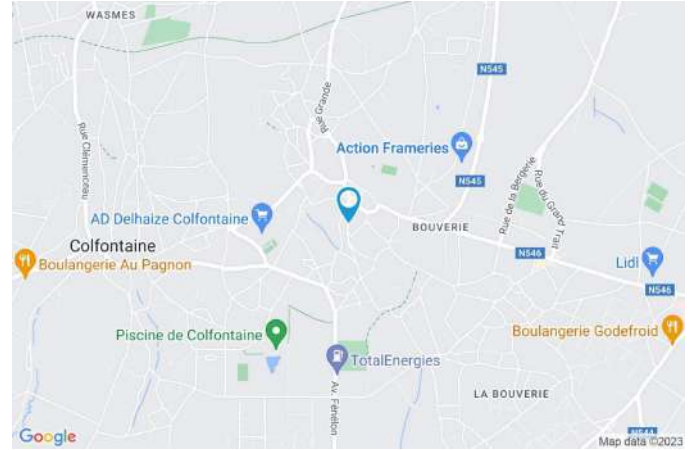 WASMES
N545
Rue Grande
Rue Clémenceau
Action Frameries
N545
Rue de la Bergerie
Rue du Grand Trait
AD Delhaize Colfontaine
BOUVERIE
Colfontaine
N546
Lidl
Boulangerie Au Pagnon
N546
Piscine de Colfontaine
Boulangerie Godefroid
TotalEnergies
LA BOUVERIE
Av. Fénélon
N544
Google
Map data ©2023